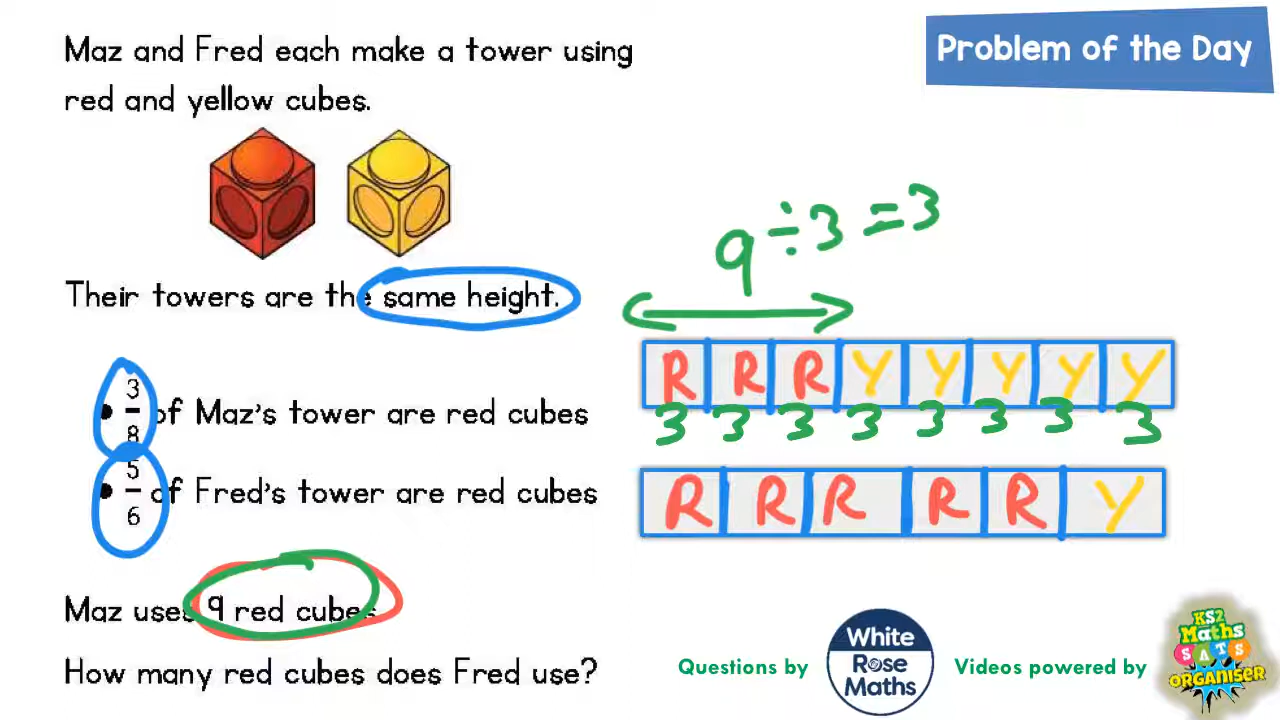 Problem of the Day
Maz and Fred each make a tower using
red and yellow cubes.
9 ÷ 3 = 3
Their towers are the same height.
R R R Y Y Y Y Y
3 3 3 3 3 3 3 3
• 3/8 of Maz's tower are red cubes
• 5/6 of Fred's tower are red cubes
R R R R R Y
Maz uses 9 red cubes
How many red cubes does Fred use?
Questions by
White
Rose
Maths
Videos powered by
KS2
Maths
SATS
ORGANISER